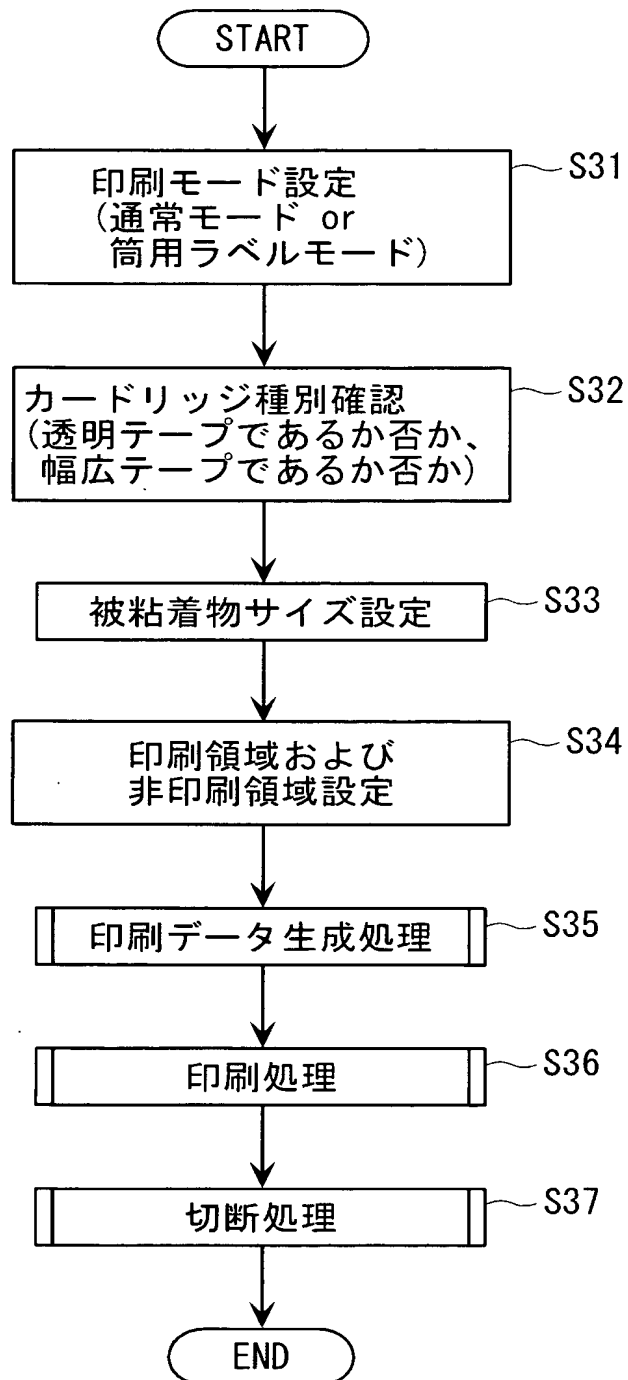 START
印刷モード設定
(通常モード or
筒用ラベルモード)
S31
カードリッジ種別確認
(透明テープであるか否か、
幅広テープであるか否か)
S32
被粘着物サイズ設定
S33
印刷領域および
非印刷領域設定
S34
印刷データ生成処理
S35
印刷処理
S36
切断処理
S37
END